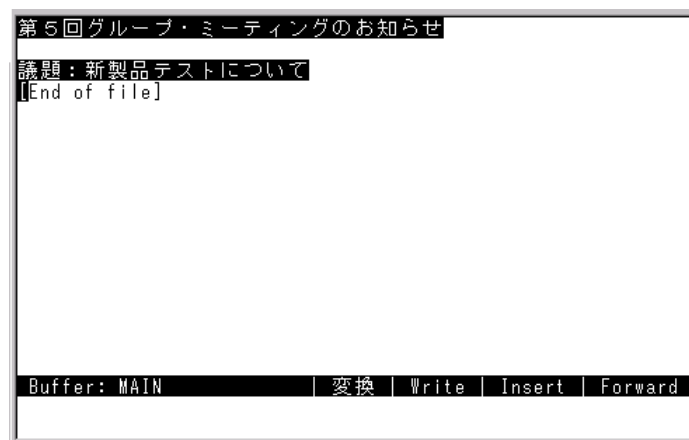 第５回グループ・ミーティングのお知らせ
議題：新製品テストについて
[End of file]
Buffer: MAIN | 変換 | Write | Insert | Forward